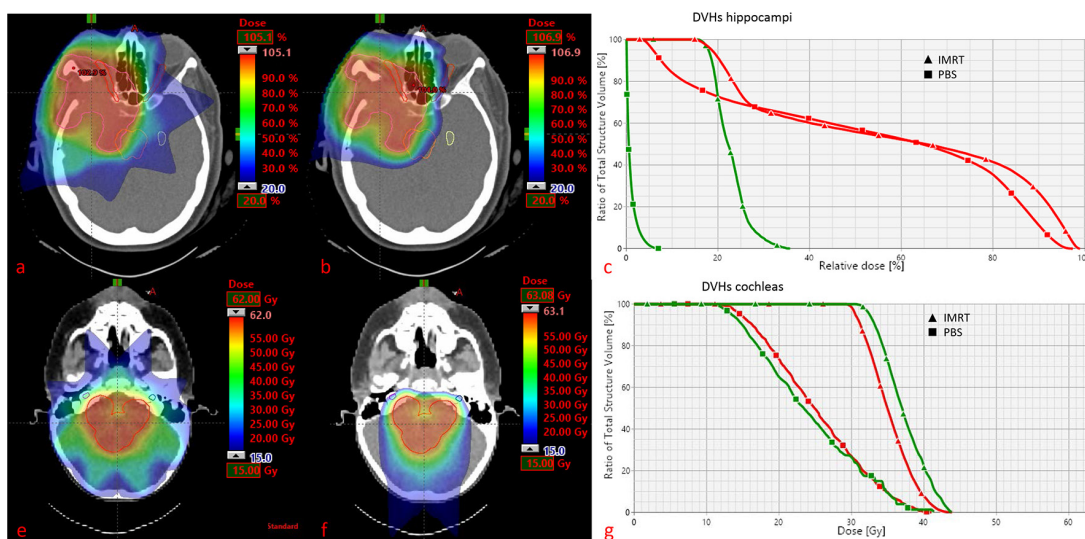 Dose
105.1 %
105.1
90.0 %
80.0 %
70.0 %
60.0 %
50.0 %
40.0 %
30.0 %
20.0
20.0 %
a
Dose
106.9 %
106.9
90.0 %
80.0 %
70.0 %
60.0 %
50.0 %
40.0 %
30.0 %
20.0
20.0 %
b
DVHs hippocampi
IMRT
PBS
Ratio of Total Structure Volume [%]
100
80
60
40
20
0
0 20 40 60 80
Relative dose [%]
c
Dose
62.00 Gy
62.0
55.00 Gy
50.00 Gy
45.00 Gy
40.00 Gy
35.00 Gy
30.00 Gy
25.00 Gy
20.00 Gy
15.0
15.00 Gy
Standard
e
A
Dose
63.08 Gy
63.1
55.00 Gy
50.00 Gy
45.00 Gy
40.00 Gy
35.00 Gy
30.00 Gy
25.00 Gy
20.00 Gy
15.0
15.00 Gy
f
A
DVHs cochleas
IMRT
PBS
Ratio of Total Structure Volume [%]
100
80
60
40
20
0
0 10 20 30 40 50 60
Dose [Gy]
g